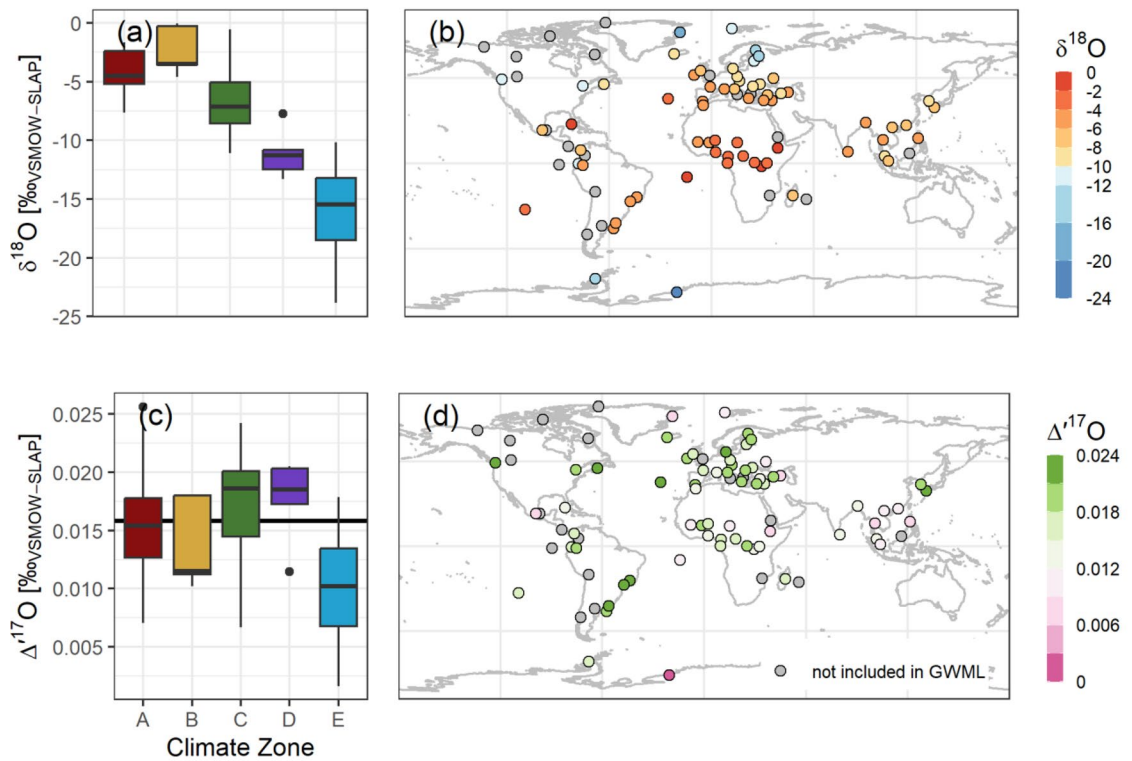 (a)
0
-5
-10
-15
-20
-25
δ¹⁸O [‰VSMOW−SLAP]
(b)
δ¹⁸O
0
-2
-4
-6
-8
-10
-12
-16
-20
-24
(c)
0.025
0.020
0.015
0.010
0.005
Δ′¹⁷O [‰VSMOW−SLAP]
A B C D E
Climate Zone
(d)
not included in GWML
Δ′¹⁷O
0.024
0.018
0.012
0.006
0